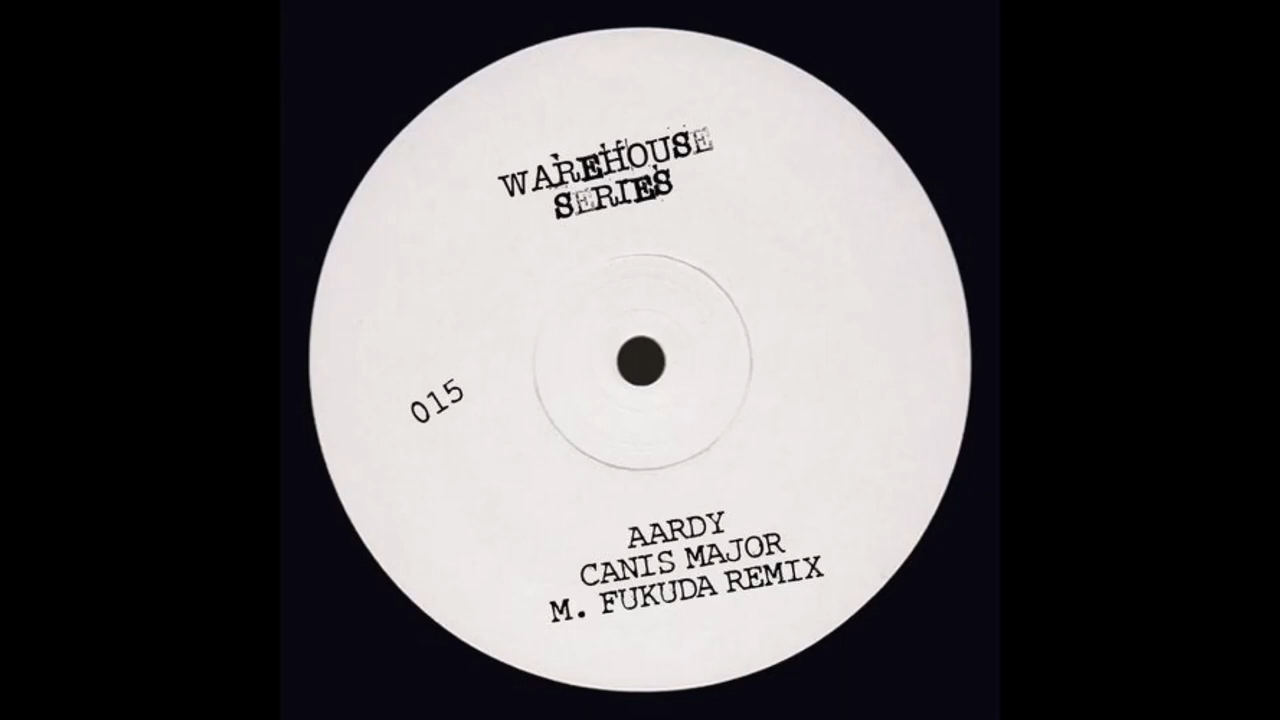 WAREHOUSE
SERIES
015
AARDY
CANIS MAJOR
M. FUKUDA REMIX